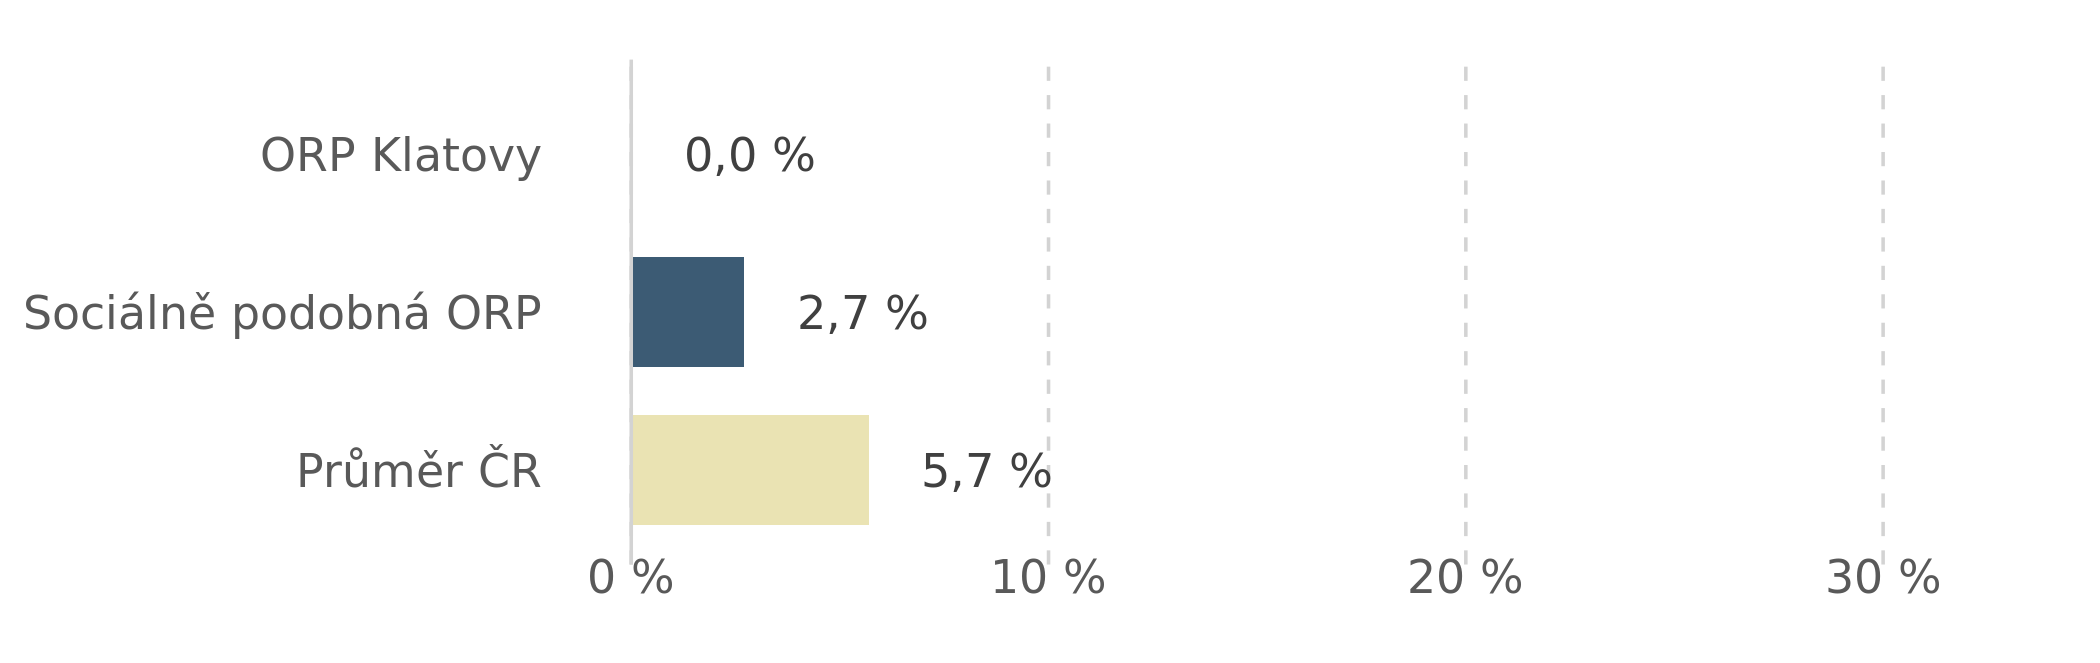 ORP Klatovy 0,0 %
Sociálně podobná ORP 2,7 %
Průměr ČR 5,7 %
0 % 10 % 20 % 30 %